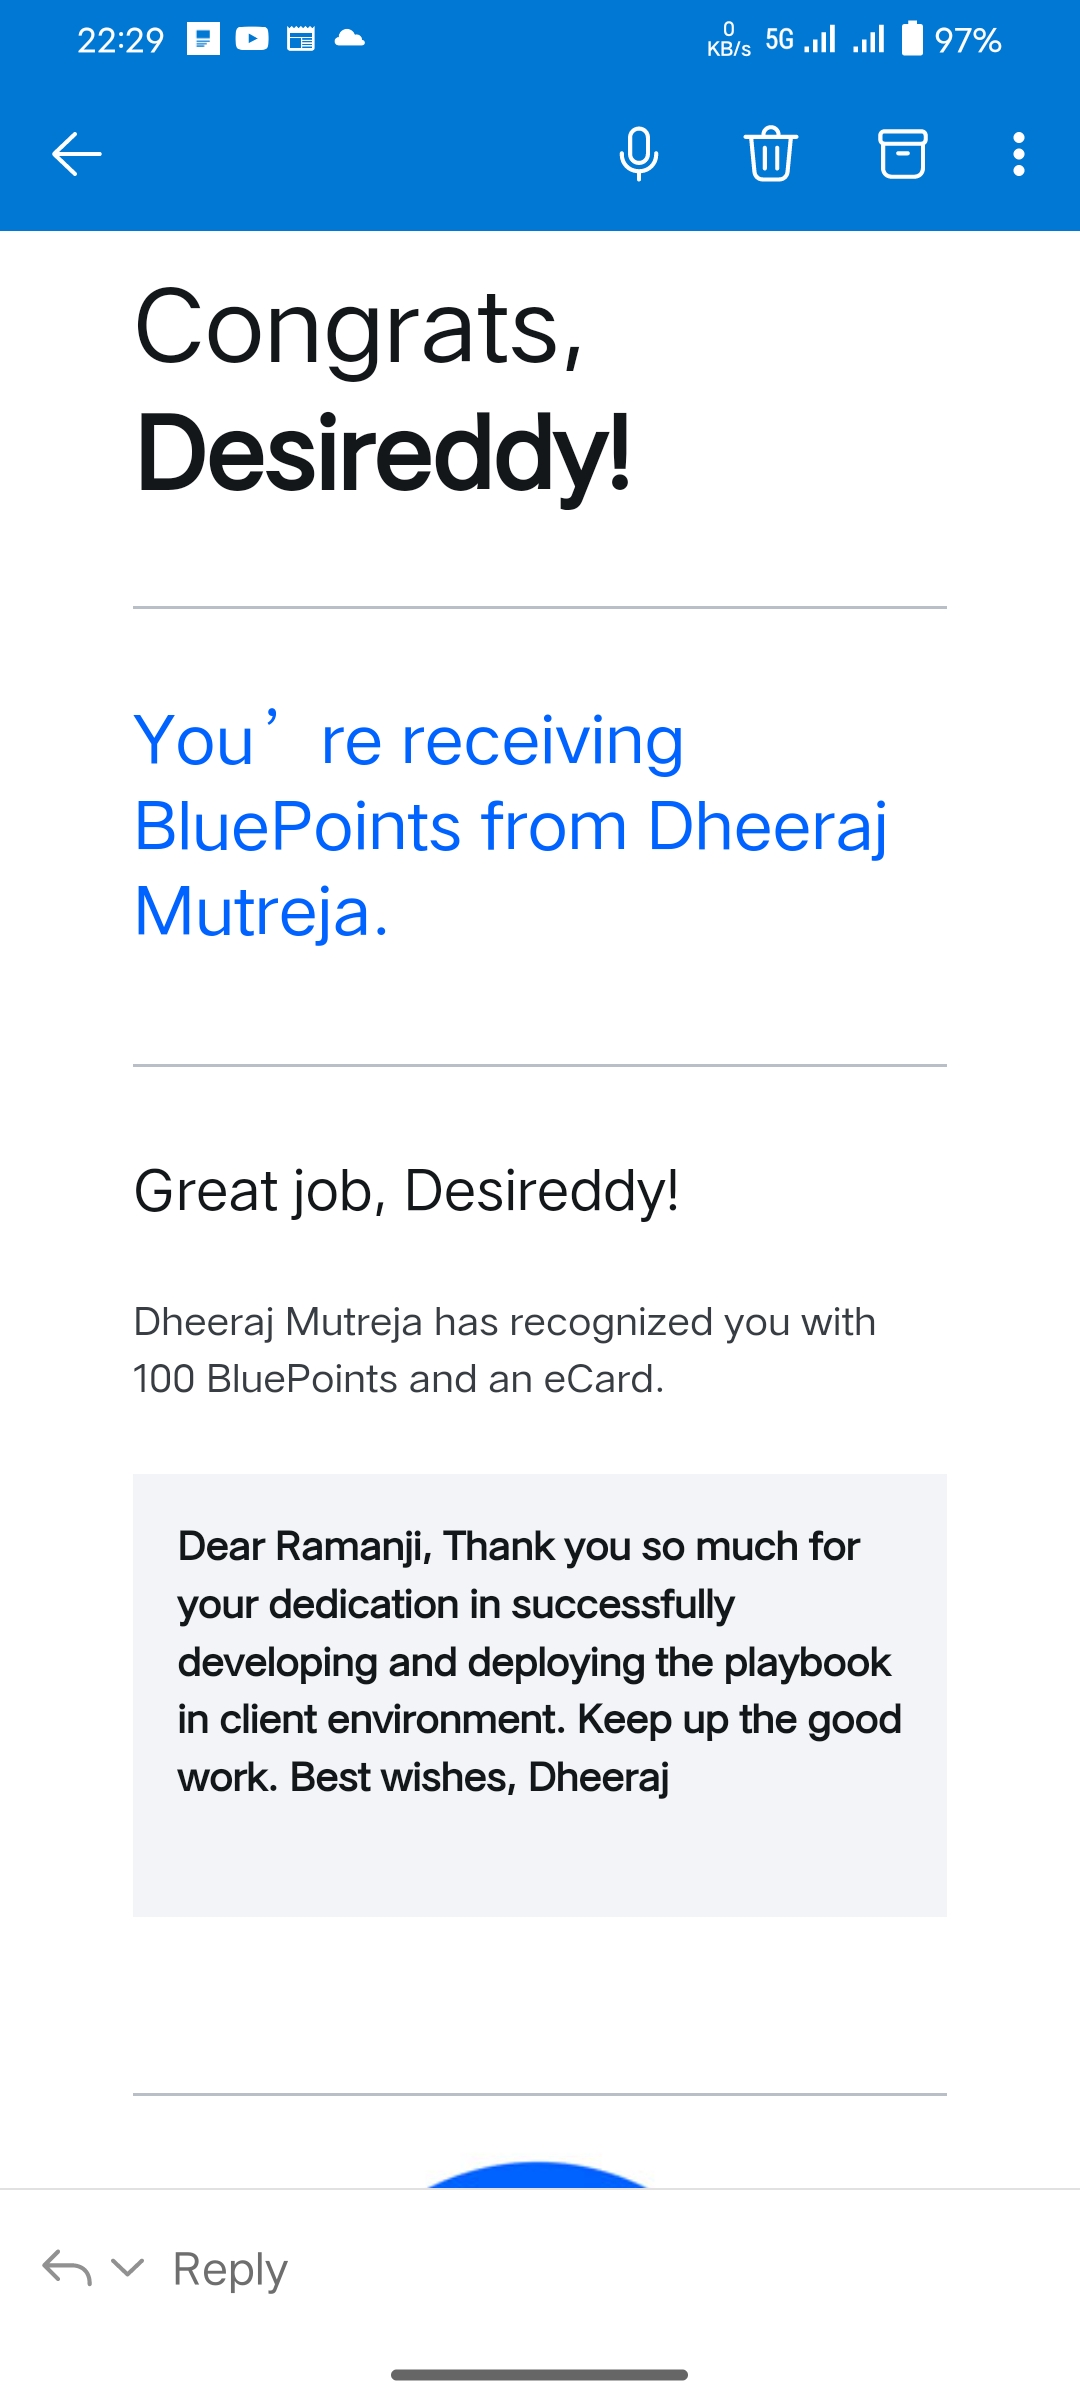 22:29
0
KB/s
5G
97%
Congrats,
Desireddy!
You’re receiving
BluePoints from Dheeraj
Mutreja.
Great job, Desireddy!
Dheeraj Mutreja has recognized you with
100 BluePoints and an eCard.
Dear Ramanji, Thank you so much for
your dedication in successfully
developing and deploying the playbook
in client environment. Keep up the good
work. Best wishes, Dheeraj
Reply